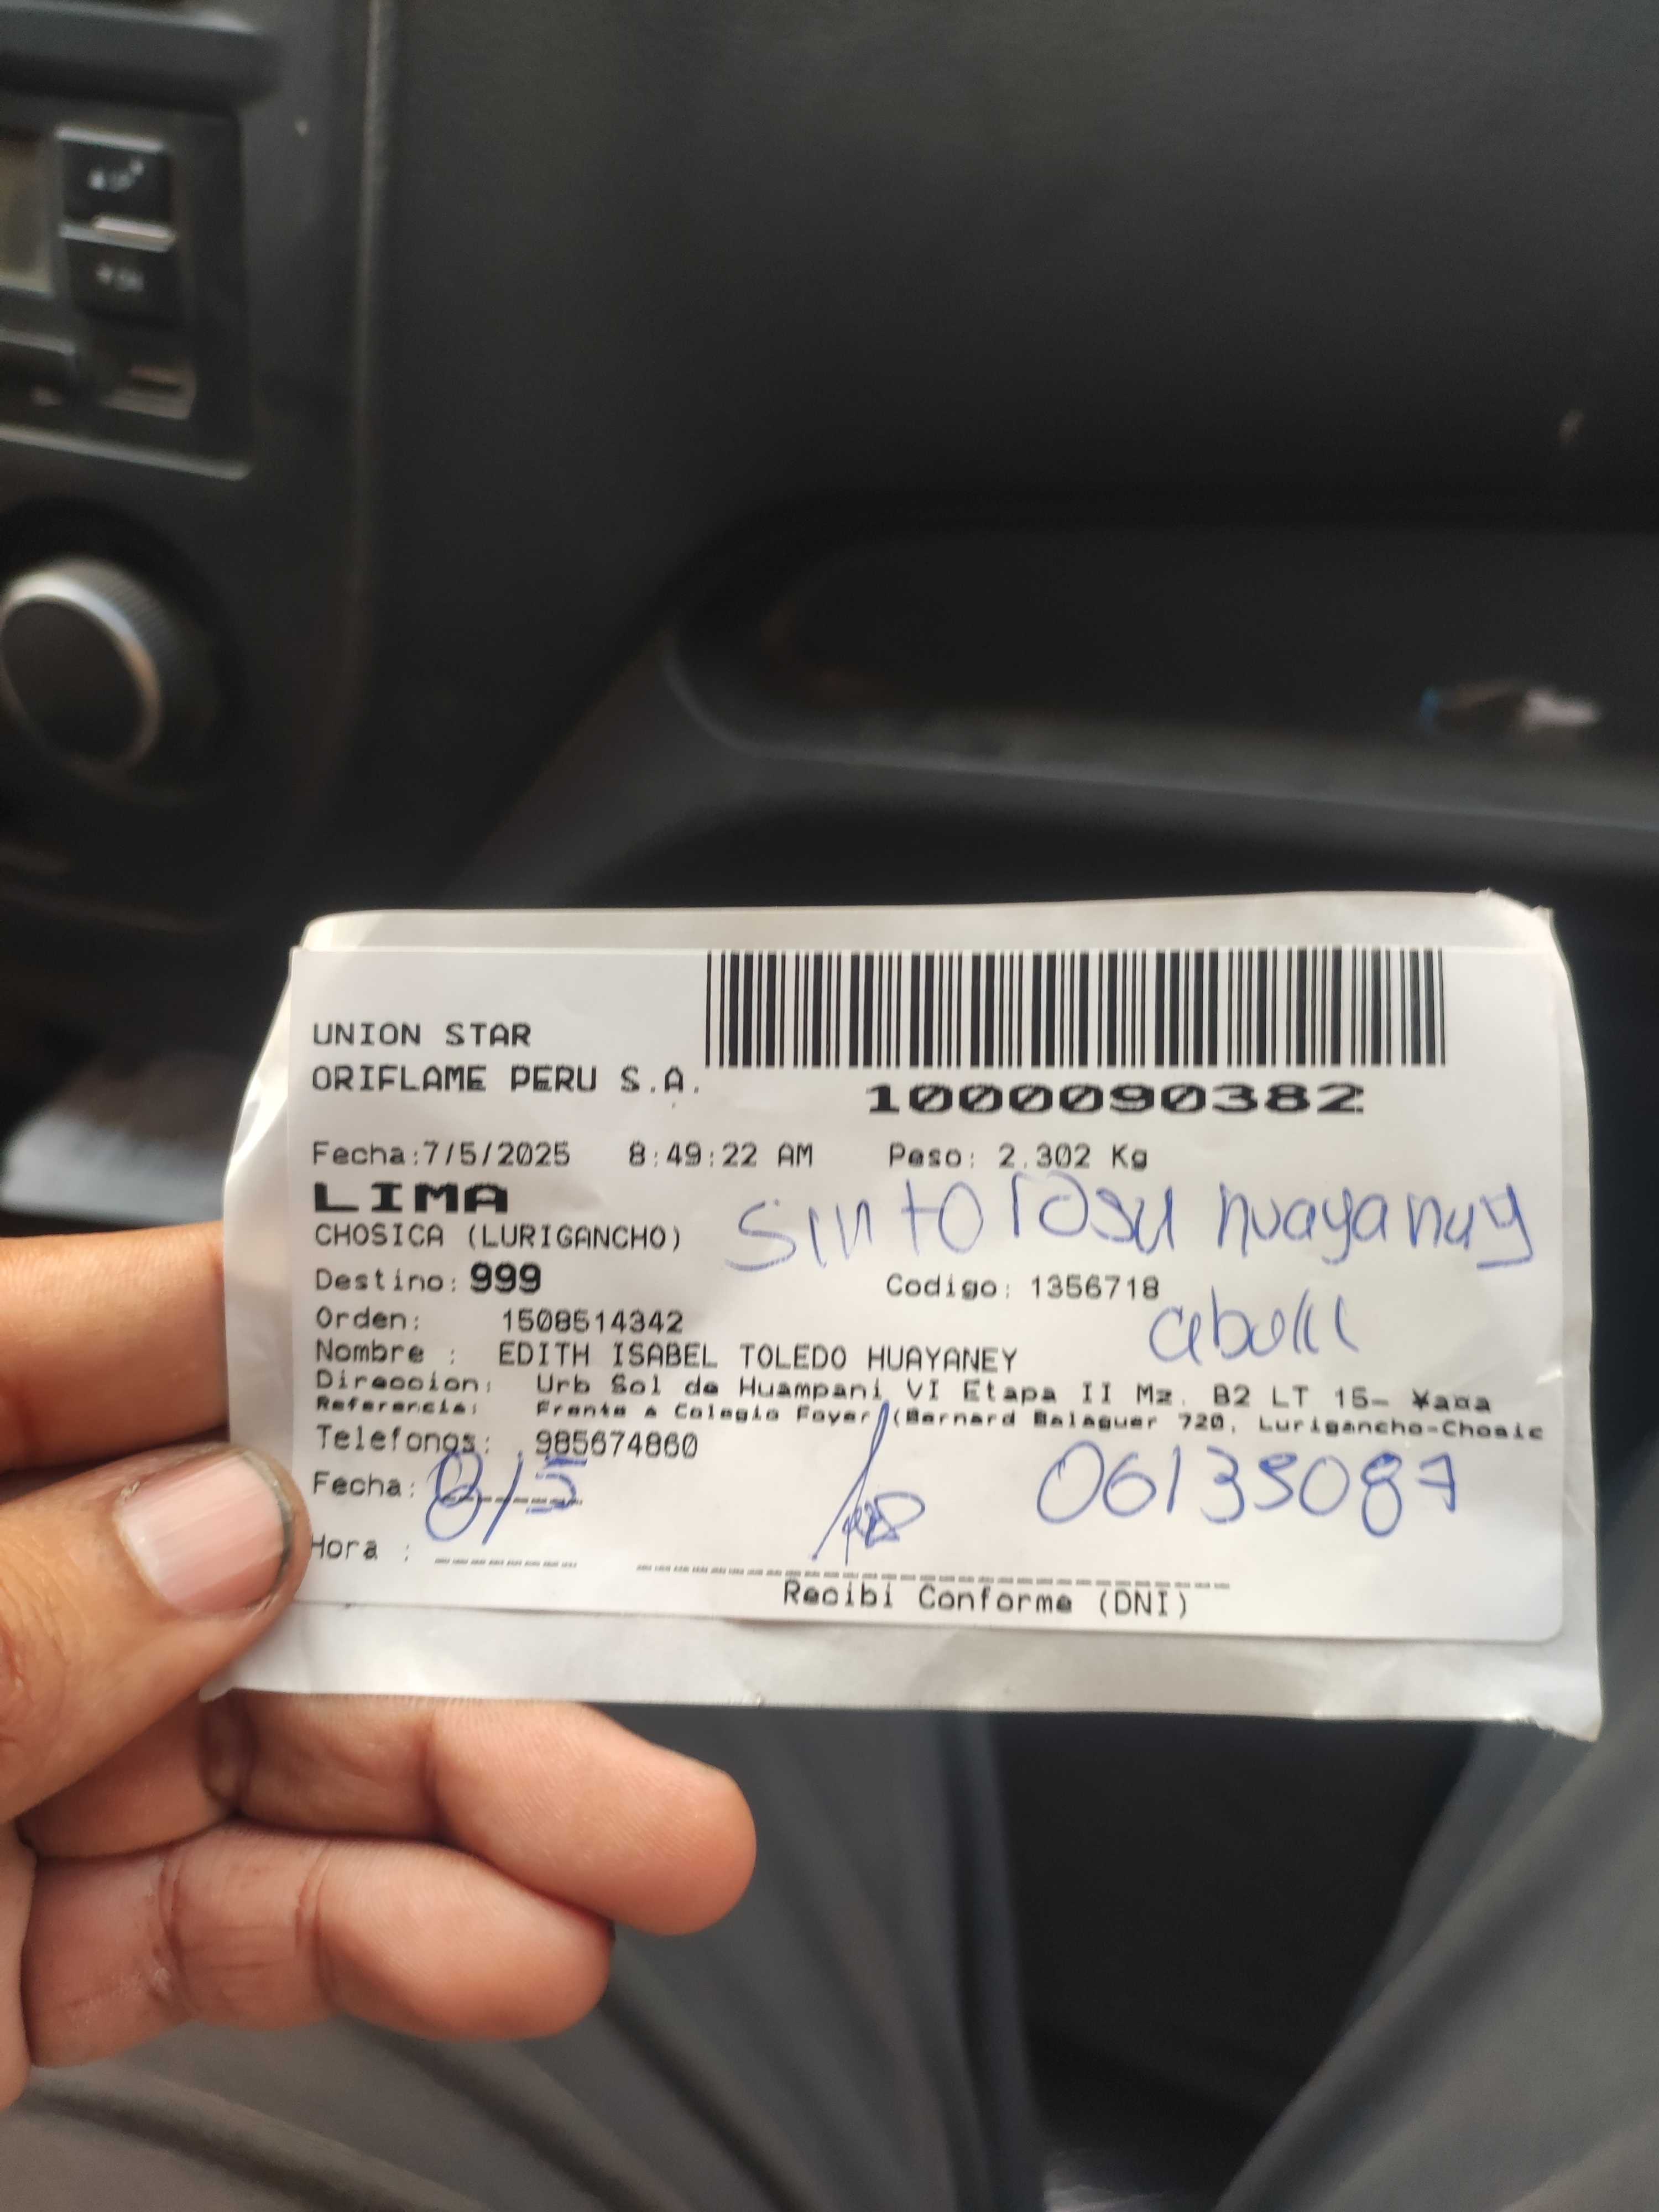 UNION STAR
ORIFLAME PERU S.A.
1000090382
Fecha:7/5/2025 8:49:22 AM Peso: 2.302 Kg
LIMA
CHOSICA (LURIGANCHO)
huayanuy
Destino: 999 Codigo: 1356718
Orden: 1508514342
Nombre : EDITH ISABEL TOLEDO HUAYANEY
Direccion: Urb Sol de Huampani VI Etapa II Mz. B2 LT 15-
Referencia: Frente a Colegio Foyer (Bernard Balaguer 720, Lurigancho-Chosic
Telefonos: 985674860
Fecha: 8/5
06135087
Hora :
Recibi Conforme (DNI)